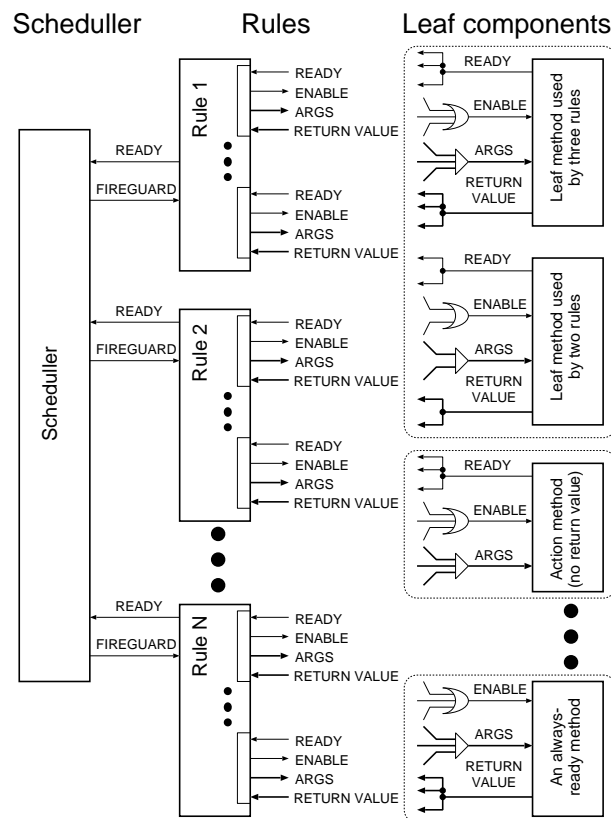 Scheduller
Rules
Leaf components
Scheduller
READY
FIREGUARD
READY
FIREGUARD
READY
FIREGUARD
Rule 1
READY
ENABLE
ARGS
RETURN VALUE
READY
ENABLE
ARGS
RETURN VALUE
Rule 2
READY
ENABLE
ARGS
RETURN VALUE
READY
ENABLE
ARGS
RETURN VALUE
Rule N
READY
ENABLE
ARGS
RETURN VALUE
READY
ENABLE
ARGS
RETURN VALUE
READY
ENABLE
ARGS
RETURN
VALUE
Leaf method used
by three rules
READY
ENABLE
ARGS
RETURN
VALUE
Leaf method used
by two rules
READY
ENABLE
ARGS
Action method
(no return value)
ENABLE
ARGS
RETURN
VALUE
An always-
ready method